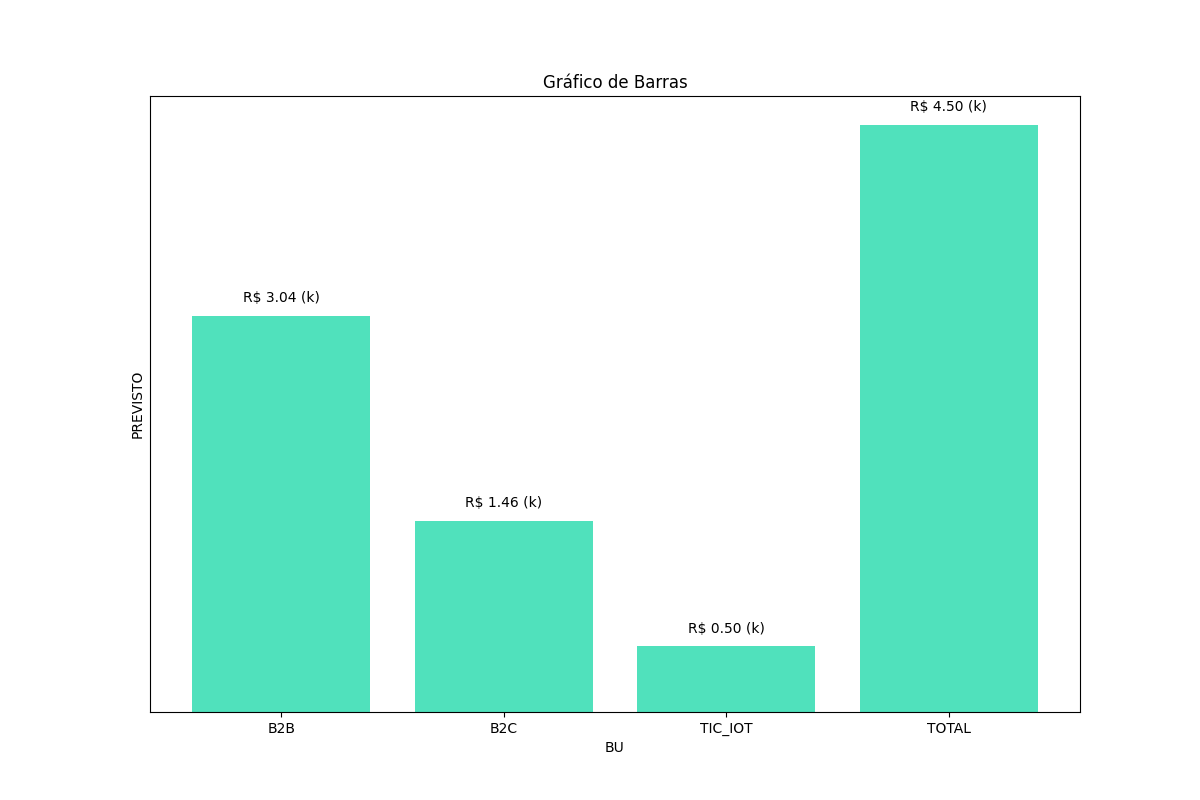 Gráfico de Barras
R$ 4.50 (k)
R$ 3.04 (k)
R$ 1.46 (k)
R$ 0.50 (k)
PREVISTO
B2B B2C TIC_IOT TOTAL
BU